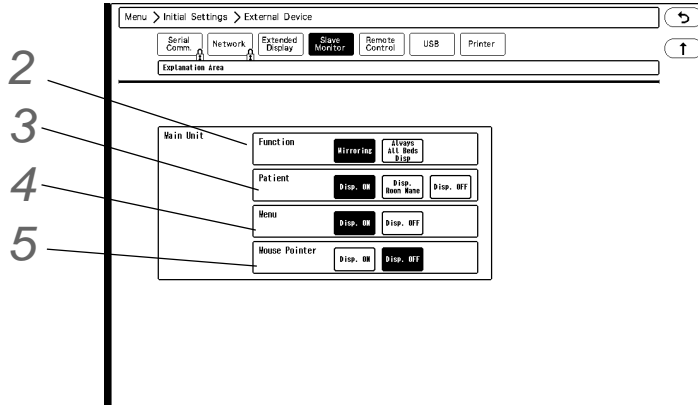 Menu > Initial Settings > External Device
Serial Comm.
Network
Extended Display
Slave Monitor
Remote Control
USB
Printer
Explanation Area
2
Main Unit
Function
Mirroring
Always All Beds Disp
3
Patient
Disp. ON
Disp. Room Name
Disp. OFF
4
Menu
Disp. ON
Disp. OFF
5
Mouse Pointer
Disp. ON
Disp. OFF